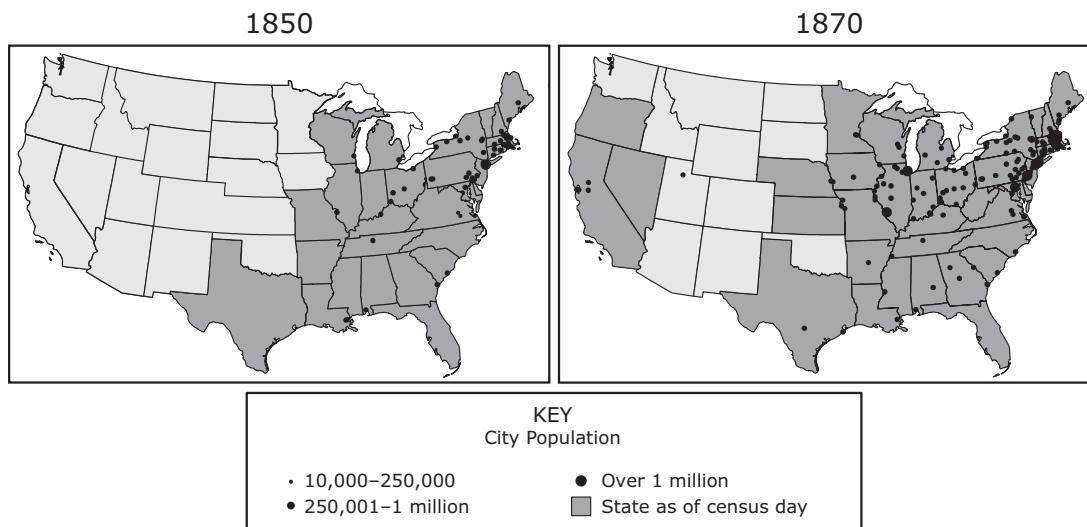 1850
1870
KEY
City Population
10,000–250,000
250,001–1 million
Over 1 million
State as of census day